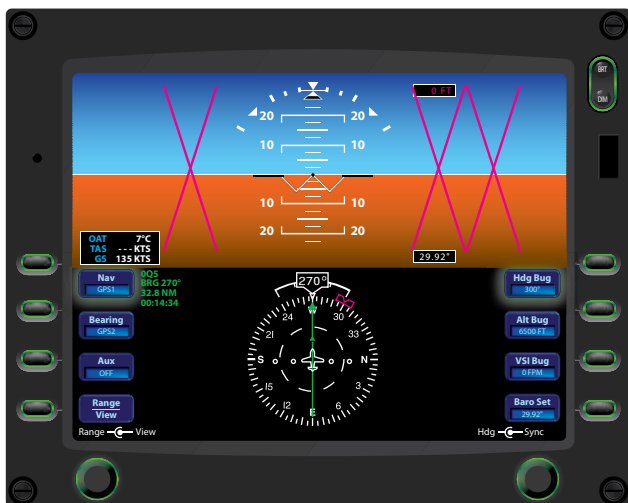 BRT
DIM
0 FT
20 20
10 10
10 10
20 20
OAT 7°C
TAS - - - KTS
GS 135 KTS
29.92"
Nav
GPS1
0Q5
BRG 270°
32.8 NM
00:14:34
270°
Hdg Bug
300°
Bearing
GPS2
Alt Bug
6500 FT
Aux
OFF
VSI Bug
0 FPM
Range
View
Baro Set
29.92"
W
24 30
21 33
S N
15 3
12 6
E
Range View
Hdg Sync